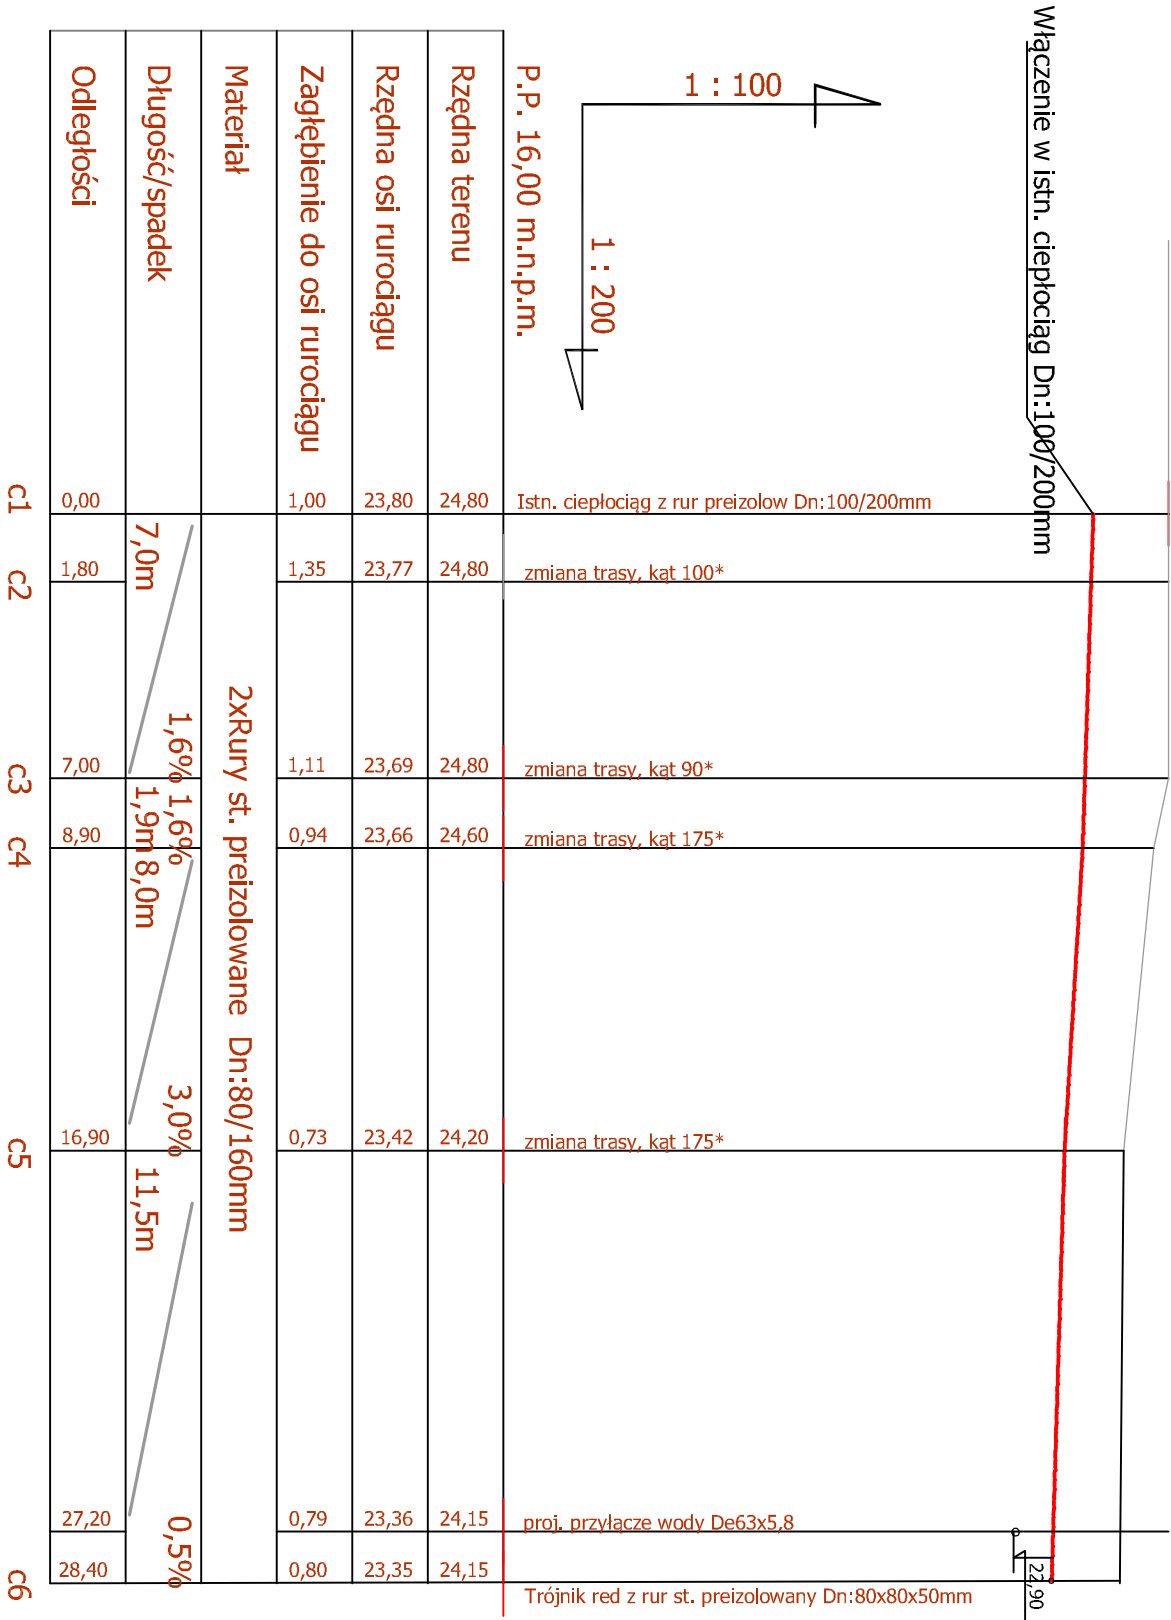 Włączenie w istn. ciepłociąg Dn:100/200mm
1 : 100
1 : 200
P.P. 16,00 m.n.p.m.
Rzędna terenu
24,80
24,80
24,80
24,60
24,20
24,15
24,15
Rzędna osi rurociągu
23,80
23,77
23,69
23,66
23,42
23,36
23,35
Zagłębienie do osi rurociągu
1,00
1,35
1,11
0,94
0,73
0,79
0,80
Materiał
2xRury st. preizolowane Dn:80/160mm
Długość/spadek
7,0m
1,6%
1,9m
1,6%
8,0m
3,0%
11,5m
0,5%
Odległości
0,00
1,80
7,00
8,90
16,90
27,20
28,40
c1
c2
c3
c4
c5
c6
Istn. ciepłociąg z rur preizolow Dn:100/200mm
zmiana trasy, kąt 100*
zmiana trasy, kąt 90*
zmiana trasy, kąt 175*
zmiana trasy, kąt 175*
proj. przyłącze wody De63x5,8
Trójnik red z rur st. preizolowany Dn:80x80x50mm
22,90